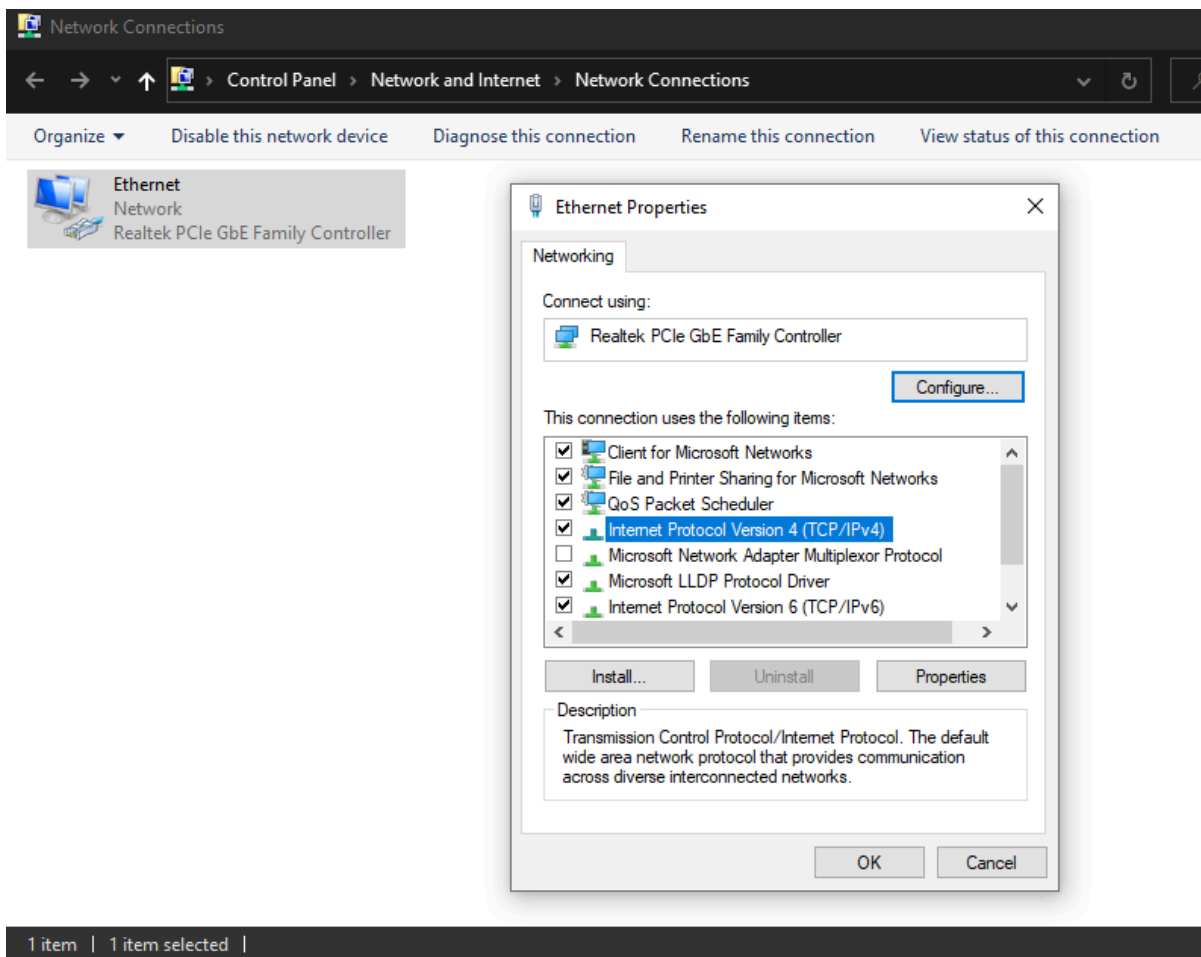 Network Connections
Control Panel > Network and Internet > Network Connections
Organize Disable this network device Diagnose this connection Rename this connection View status of this connection
Ethernet
Network
Realtek PCIe GbE Family Controller
Ethernet Properties
Networking
Connect using:
Realtek PCIe GbE Family Controller
Configure...
This connection uses the following items:
Client for Microsoft Networks
File and Printer Sharing for Microsoft Networks
QoS Packet Scheduler
Internet Protocol Version 4 (TCP/IPv4)
Microsoft Network Adapter Multiplexor Protocol
Microsoft LLDP Protocol Driver
Internet Protocol Version 6 (TCP/IPv6)
Install... Uninstall Properties
Description
Transmission Control Protocol/Internet Protocol. The default
wide area network protocol that provides communication
across diverse interconnected networks.
OK Cancel
1 item | 1 item selected |